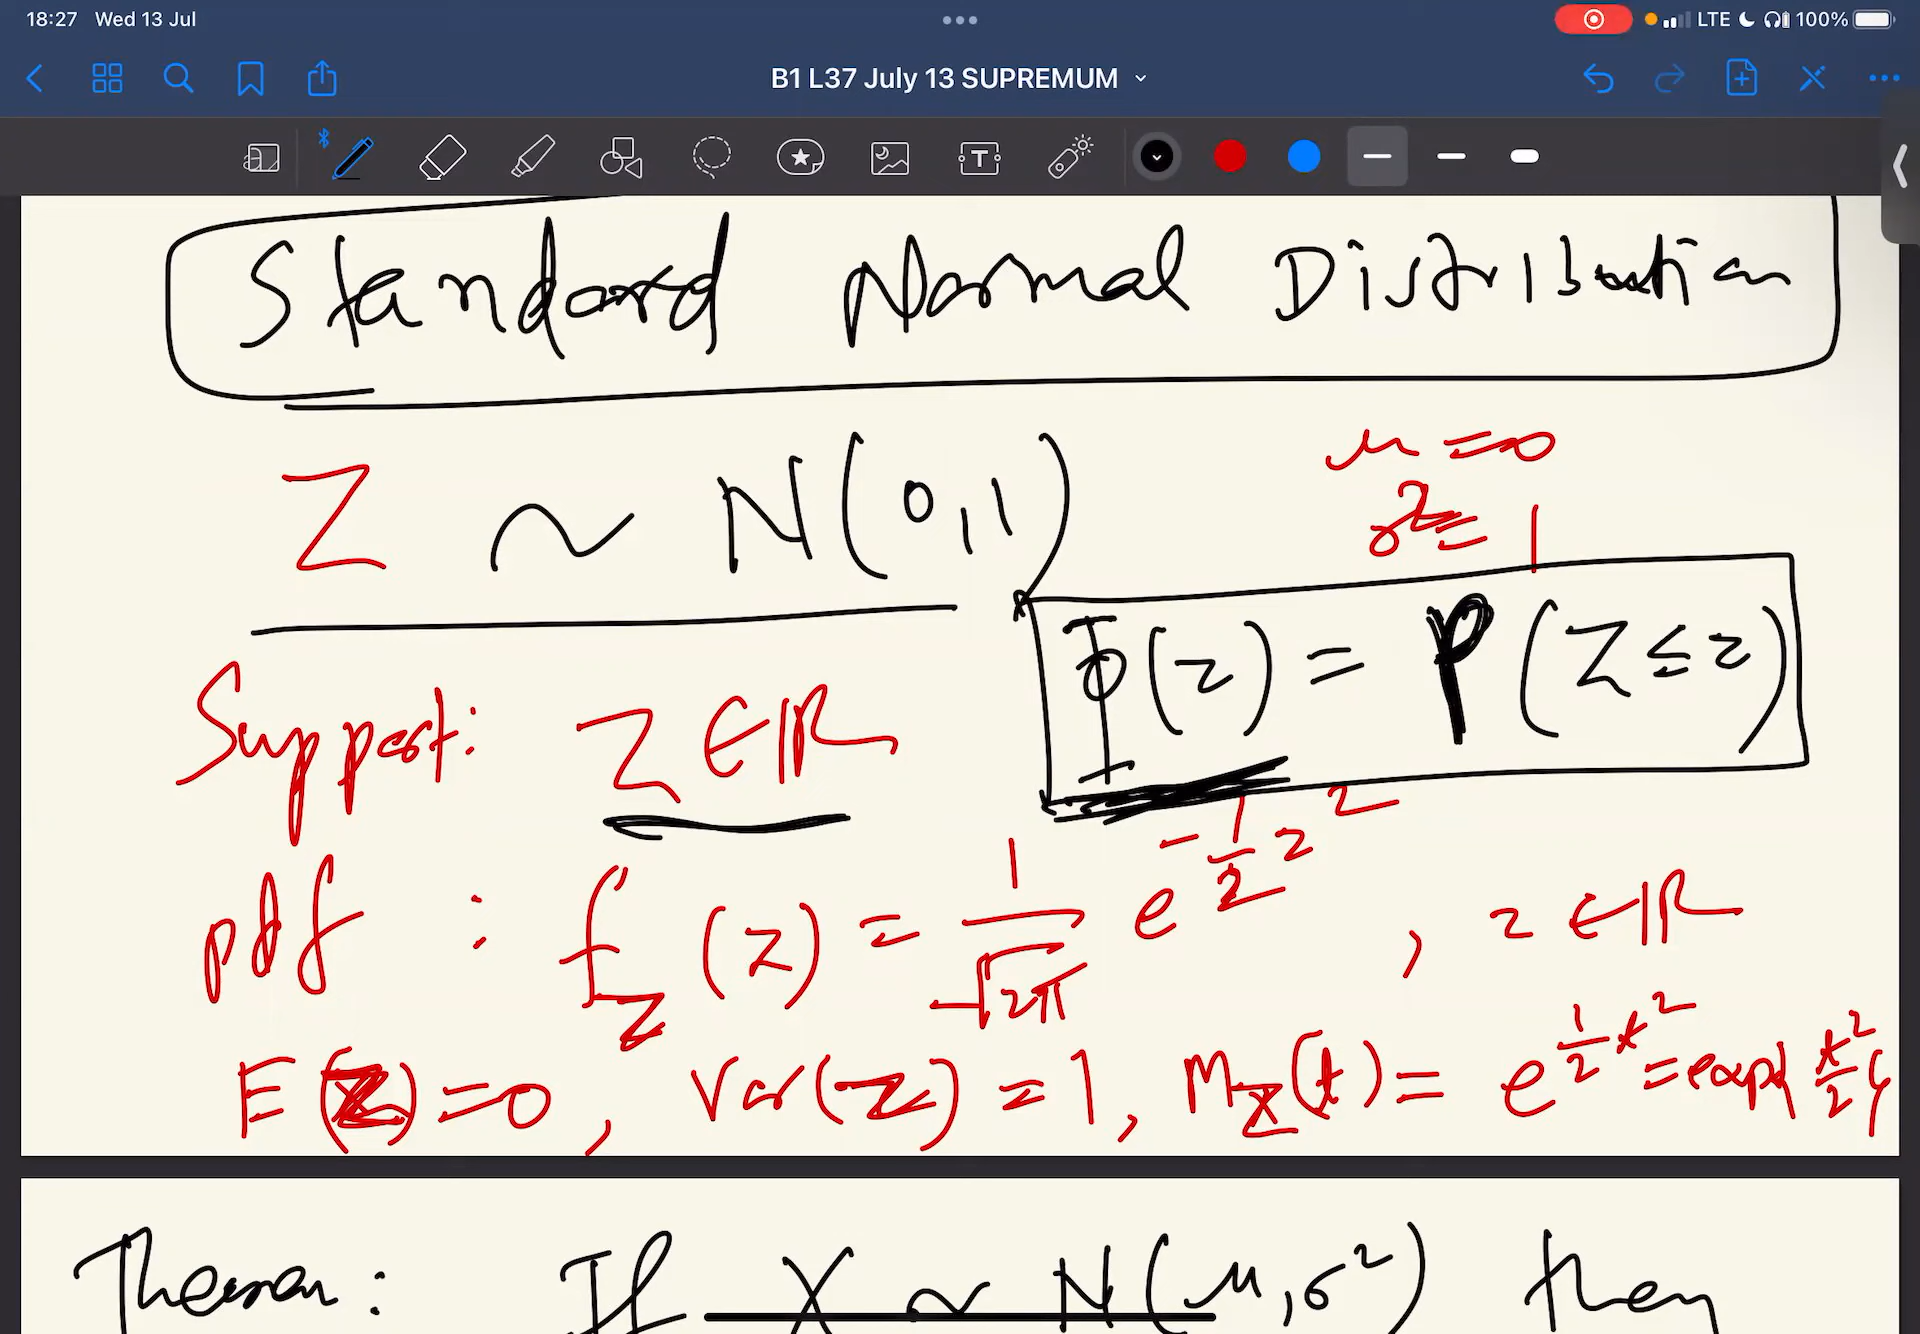 18:27 Wed 13 Jul
LTE 100%
B1 L37 July 13 SUPREMUM
T
Standard Normal Distribution
Z ~ N(0,1)
μ = 0
σ² = 1
Φ(z) = P(Z ≤ z)
Support: Z ∈ ℝ
pdf : f_Z (z) = 1/√2π e^{-1/2 z²} , z ∈ ℝ
E(Z) = 0, Var(Z) = 1, M_Z(t) = e^{1/2 t²} = exp{t²/2}
Theorem: If X ~ N(μ,σ²) then